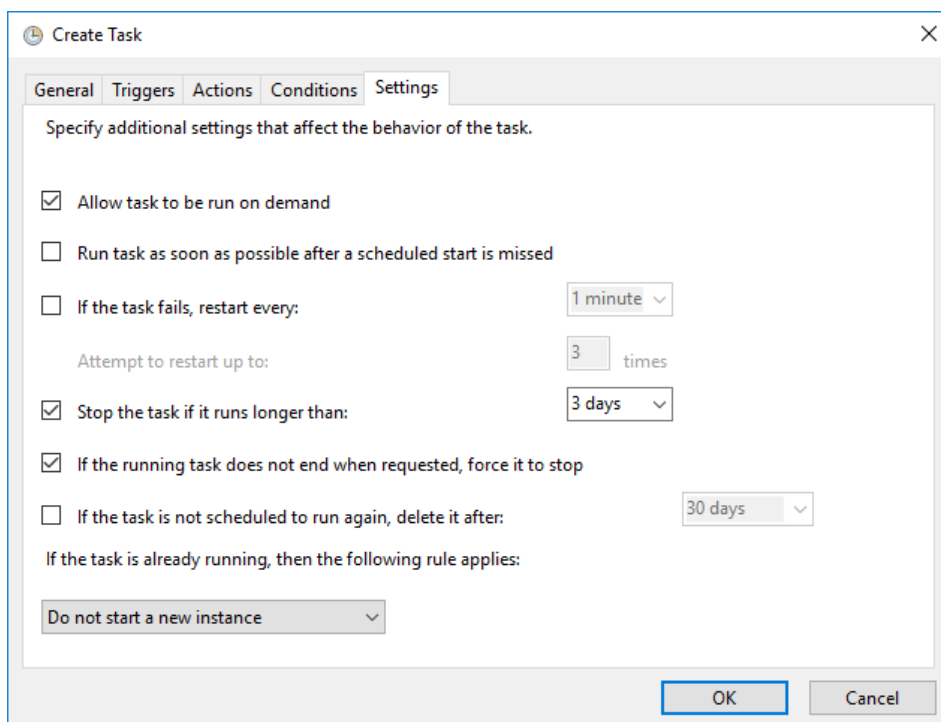 Create Task
General Triggers Actions Conditions Settings
Specify additional settings that affect the behavior of the task.
Allow task to be run on demand
Run task as soon as possible after a scheduled start is missed
If the task fails, restart every: 1 minute
Attempt to restart up to: 3 times
Stop the task if it runs longer than: 3 days
If the running task does not end when requested, force it to stop
If the task is not scheduled to run again, delete it after: 30 days
If the task is already running, then the following rule applies:
Do not start a new instance
OK Cancel